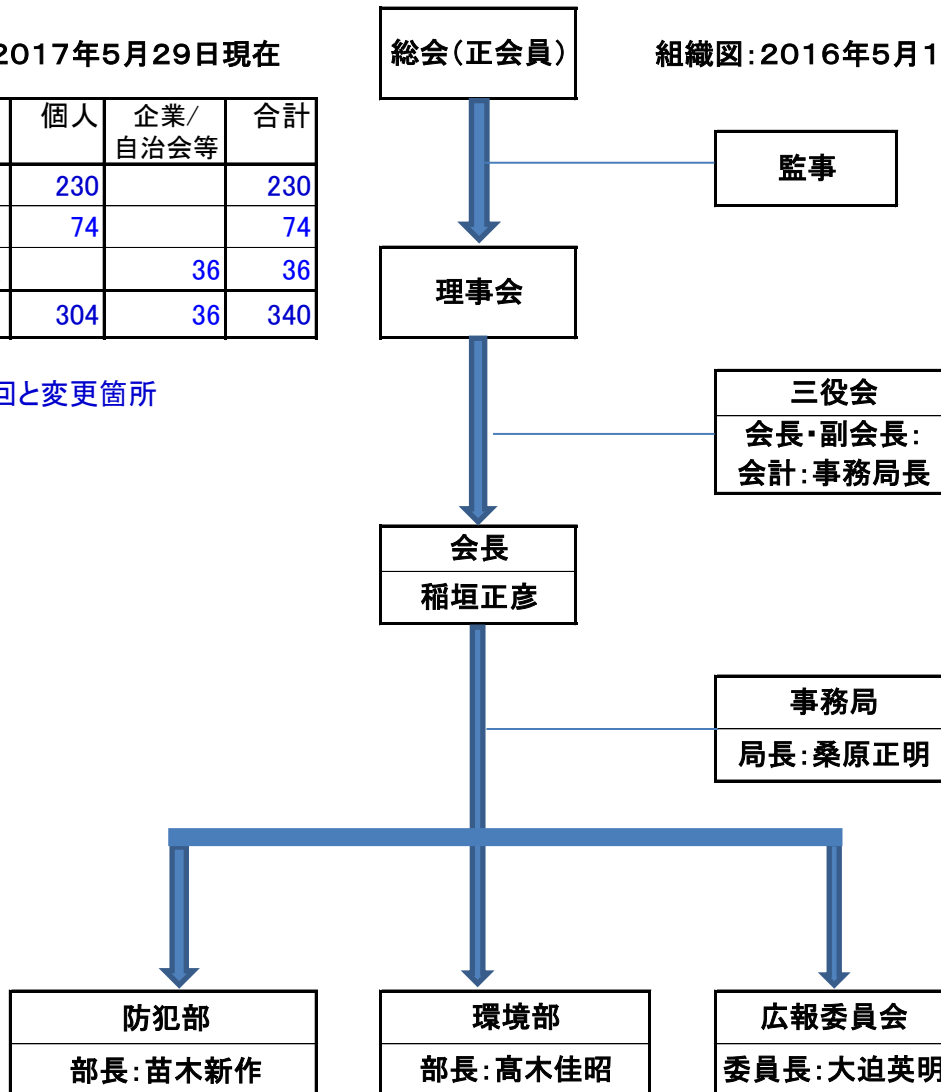 2017年5月29日現在
総会(正会員)
組織図:2016年5月1
個人 企業/自治会等 合計
230 230
74 74
36 36
304 36 340
監事
理事会
回と変更箇所
三役会
会長・副会長:
会計:事務局長
会長
稲垣正彦
事務局
局長:桑原正明
防犯部 環境部 広報委員会
部長:苗木新作 部長:髙木佳昭 委員長:大迫英明